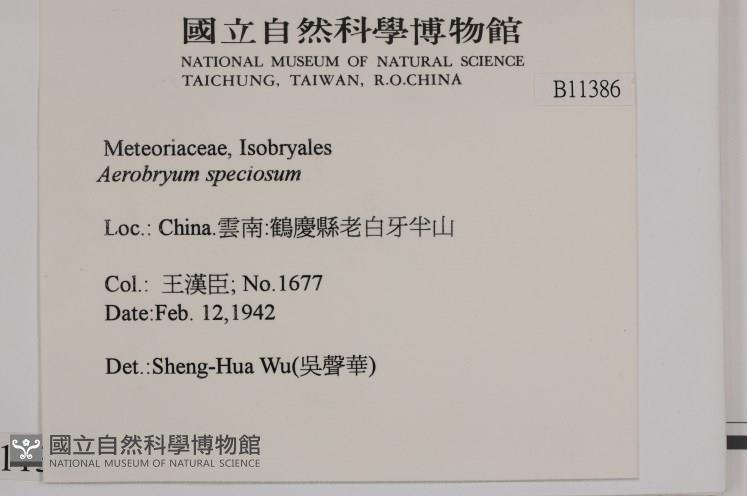 國立自然科學博物館
NATIONAL MUSEUM OF NATURAL SCIENCE
TAICHUNG, TAIWAN, R.O.CHINA
B11386
Meteoriaceae, Isobryales
Aerobryum speciosum
Loc.: China.雲南:鶴慶縣老白牙半山
Col.: 王漢臣; No.1677
Date:Feb. 12,1942
Det.:Sheng-Hua Wu(吳聲華)
國立自然科學博物館
NATIONAL MUSEUM OF NATURAL SCIENCE